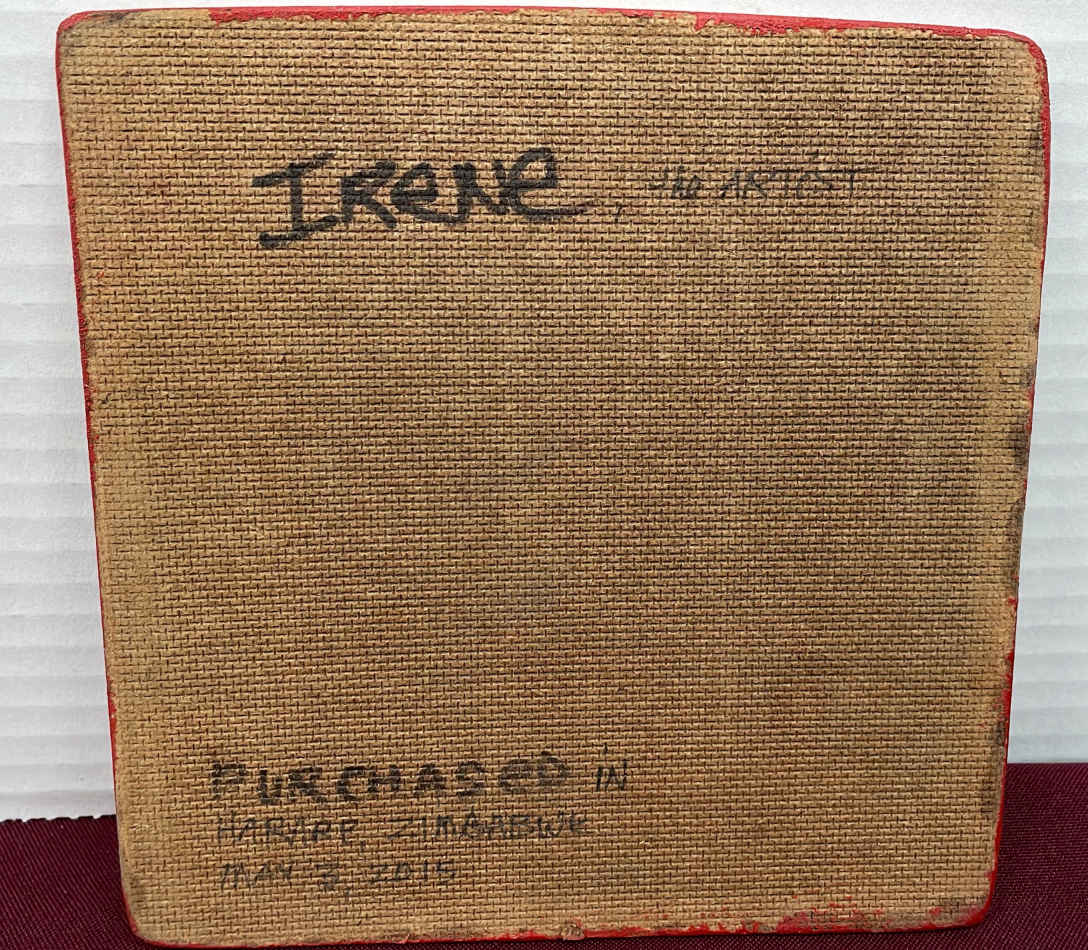 IReNe, the ARTIST
PURCHASeD IN
HARARE, ZIMBABWE
MAY 3, 2015